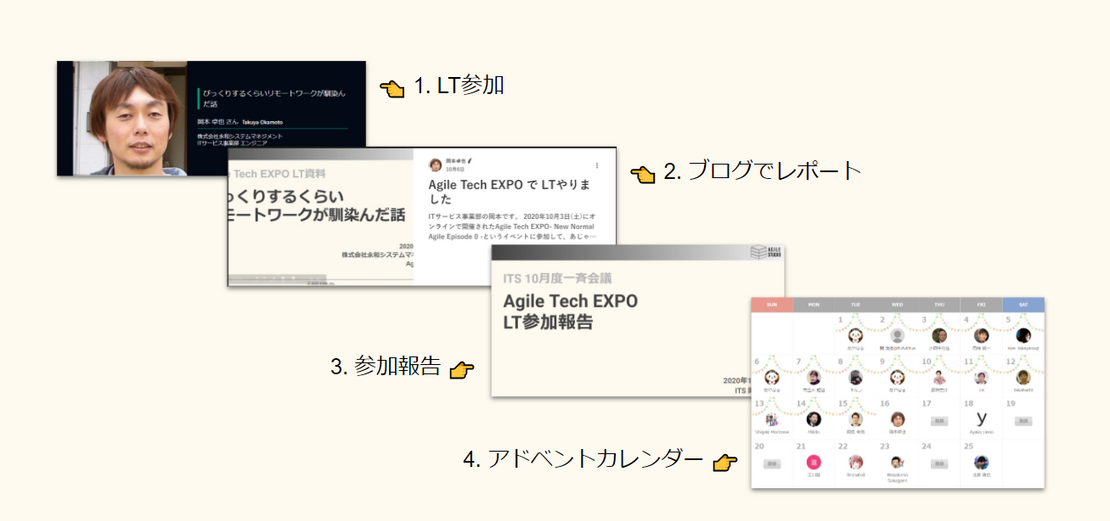 1. LT参加
びっくりするくらいリモートワークが馴染ん
だ話
岡本 卓也 さん Takuya Okamoto
株式会社永和システムマネジメント
ITサービス事業部 エンジニア
2. ブログでレポート
Tech EXPO LT資料
っくりするくらい
モートワークが馴染んだ話
2020
株式会社永和システムマ
Ag
岡本卓也
10月6日
Agile Tech EXPO で LTやりま
した
ITサービス事業部の岡本です。 2020年10月3日(土)にオ
ンラインで開催されたAgile Tech EXPO- New Normal
Agile Episode 0 -というイベントに参加して、あじゃ…
AGILE
STUDIO
ITS 10月度一斉会議
Agile Tech EXPO
LT参加報告
2020年1
ITS
3. 参加報告
4. アドベントカレンダー
SUN MON TUE WED THU FRI SAT
1 2 3 4 5
6 7 8 9 10 11 12
13 14 15 16 17 18 19
y
20 21 22 23 24 25